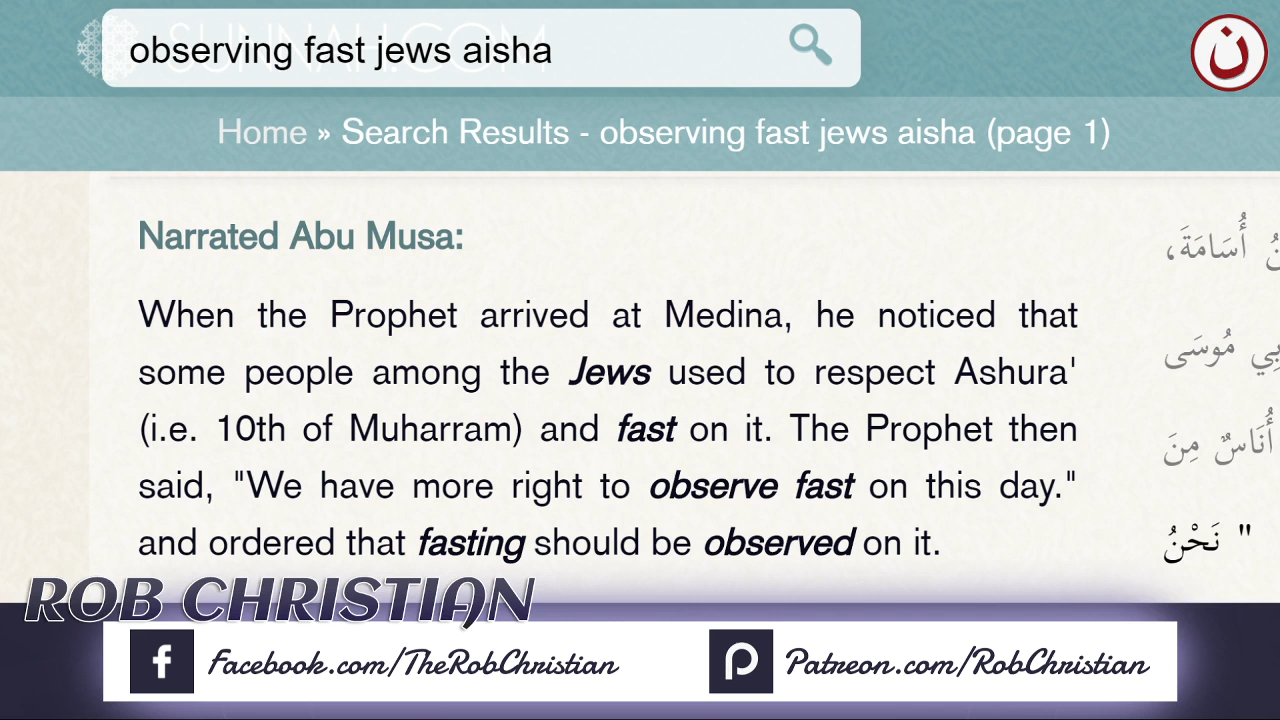 SUNNAH.COM
observing fast jews aisha
ن
Home » Search Results - observing fast jews aisha (page 1)
Narrated Abu Musa:
When the Prophet arrived at Medina, he noticed that
some people among the Jews used to respect Ashura'
(i.e. 10th of Muharram) and fast on it. The Prophet then
said, "We have more right to observe fast on this day."
and ordered that fasting should be observed on it.
أُسَامَةَ،
مُوسَى
أُنَاسٌ مِنَ
" نَحْنُ
ROB CHRISTIAN
Facebook.com/TheRobChristian
Patreon.com/RobChristian